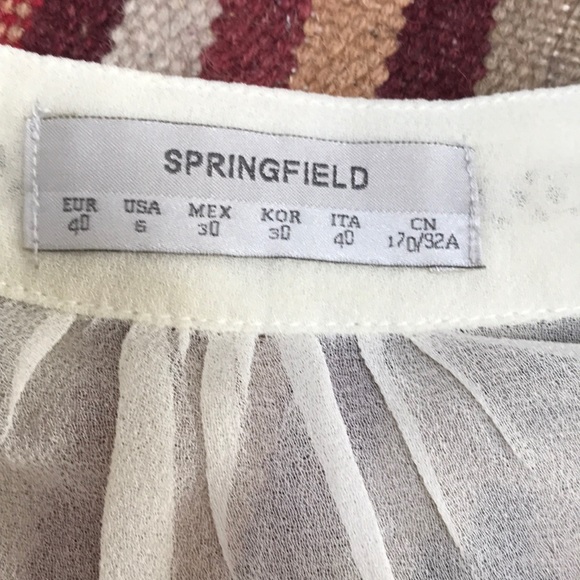 SPRINGFIELD
EUR USA MEX KOR ITA CN
40 6 30 30 40 170/92A